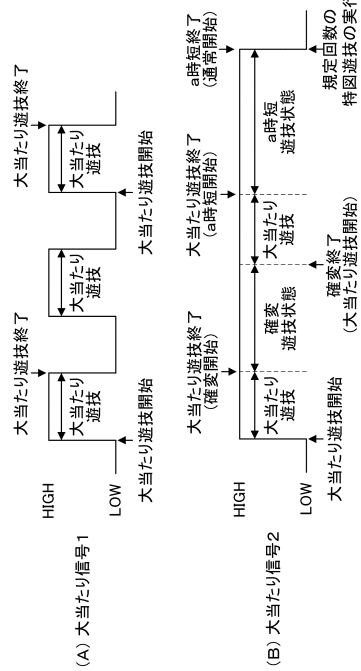 (A) 大当たり信号1
HIGH
LOW
大当たり遊技開始
大当たり
遊技
大当たり遊技終了
大当たり
遊技
大当たり遊技開始
大当たり
遊技
大当たり遊技終了
(B) 大当たり信号2
HIGH
LOW
大当たり遊技開始
大当たり
遊技
大当たり遊技終了
(確変開始)
確変
遊技状態
確変終了
(大当たり遊技開始)
大当たり
遊技
大当たり遊技終了
(a時短開始)
a時短
遊技状態
a時短終了
(通常開始)
規定回数の
特図遊技の実行